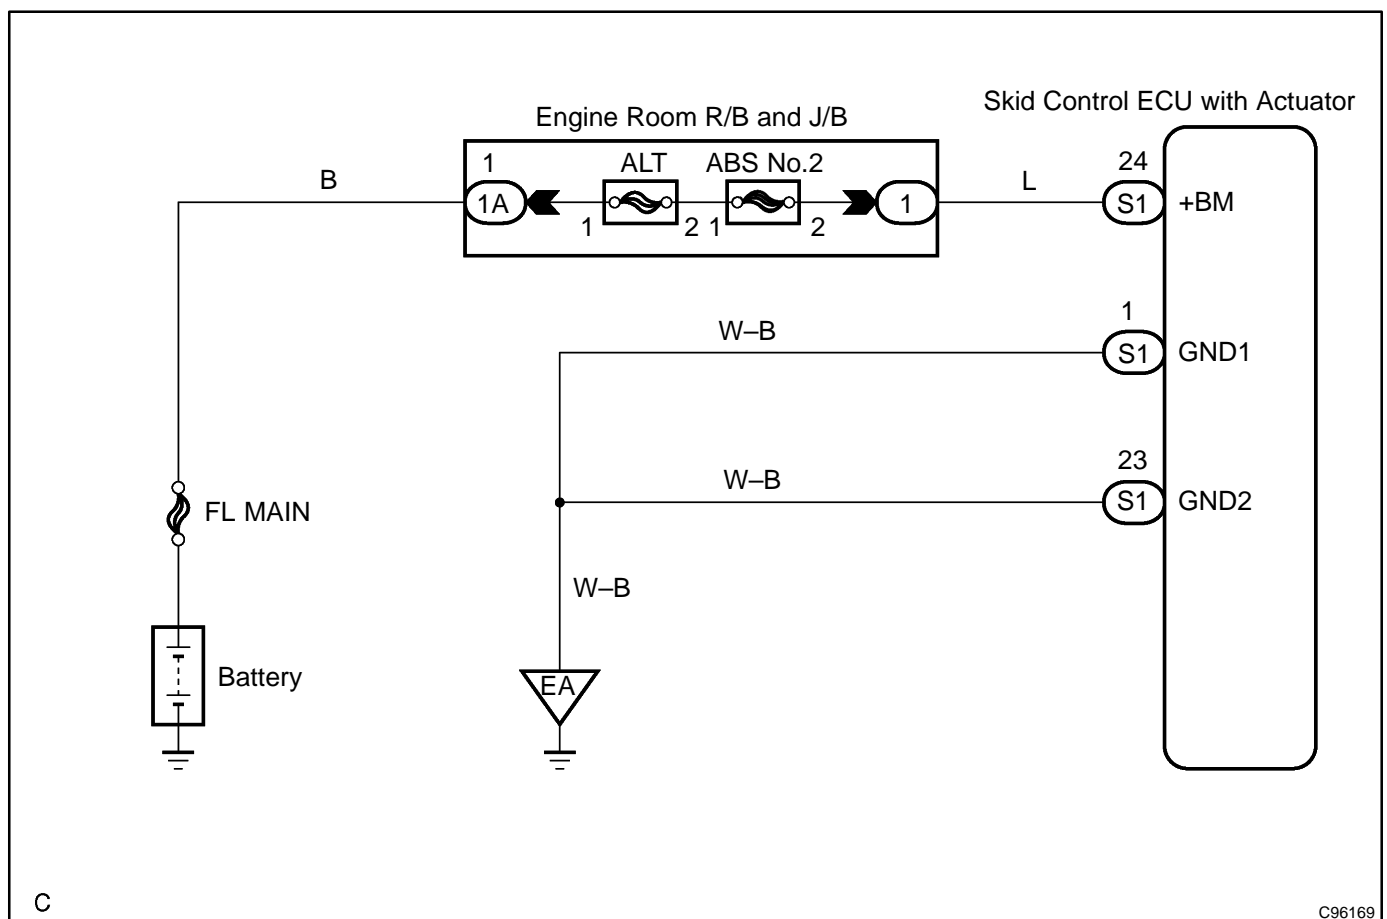 Skid Control ECU with Actuator
Engine Room R/B and J/B
1
ALT
ABS No.2
24
B
L
1A
1
S1
+BM
1
2
1
2
1
W–B
S1
GND1
23
W–B
S1
GND2
FL MAIN
W–B
Battery
EA
C
C96169